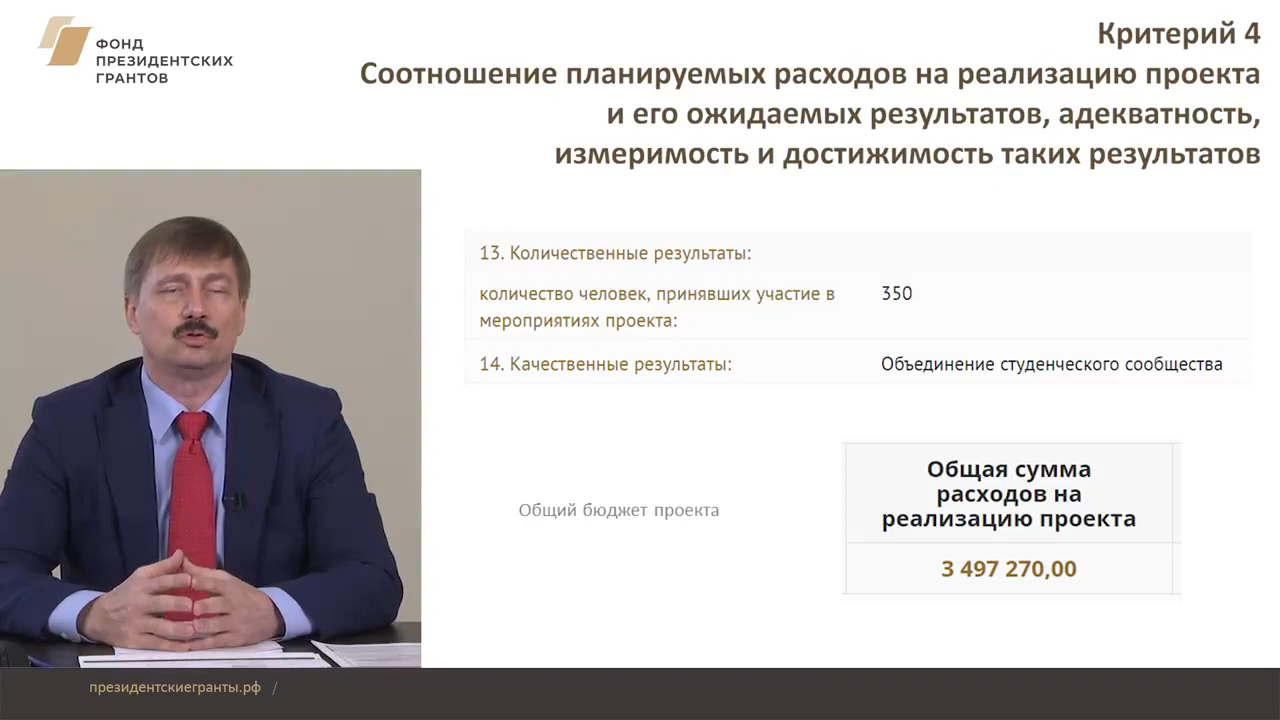 ФОНД
ПРЕЗИДЕНТСКИХ
ГРАНТОВ
Критерий 4
Соотношение планируемых расходов на реализацию проекта
и его ожидаемых результатов, адекватность,
измеримость и достижимость таких результатов
13. Количественные результаты:
количество человек, принявших участие в
мероприятиях проекта:
350
14. Качественные результаты:
Объединение студенческого сообщества
Общий бюджет проекта
Общая сумма
расходов на
реализацию проекта
3 497 270,00
президентскиегранты.рф /